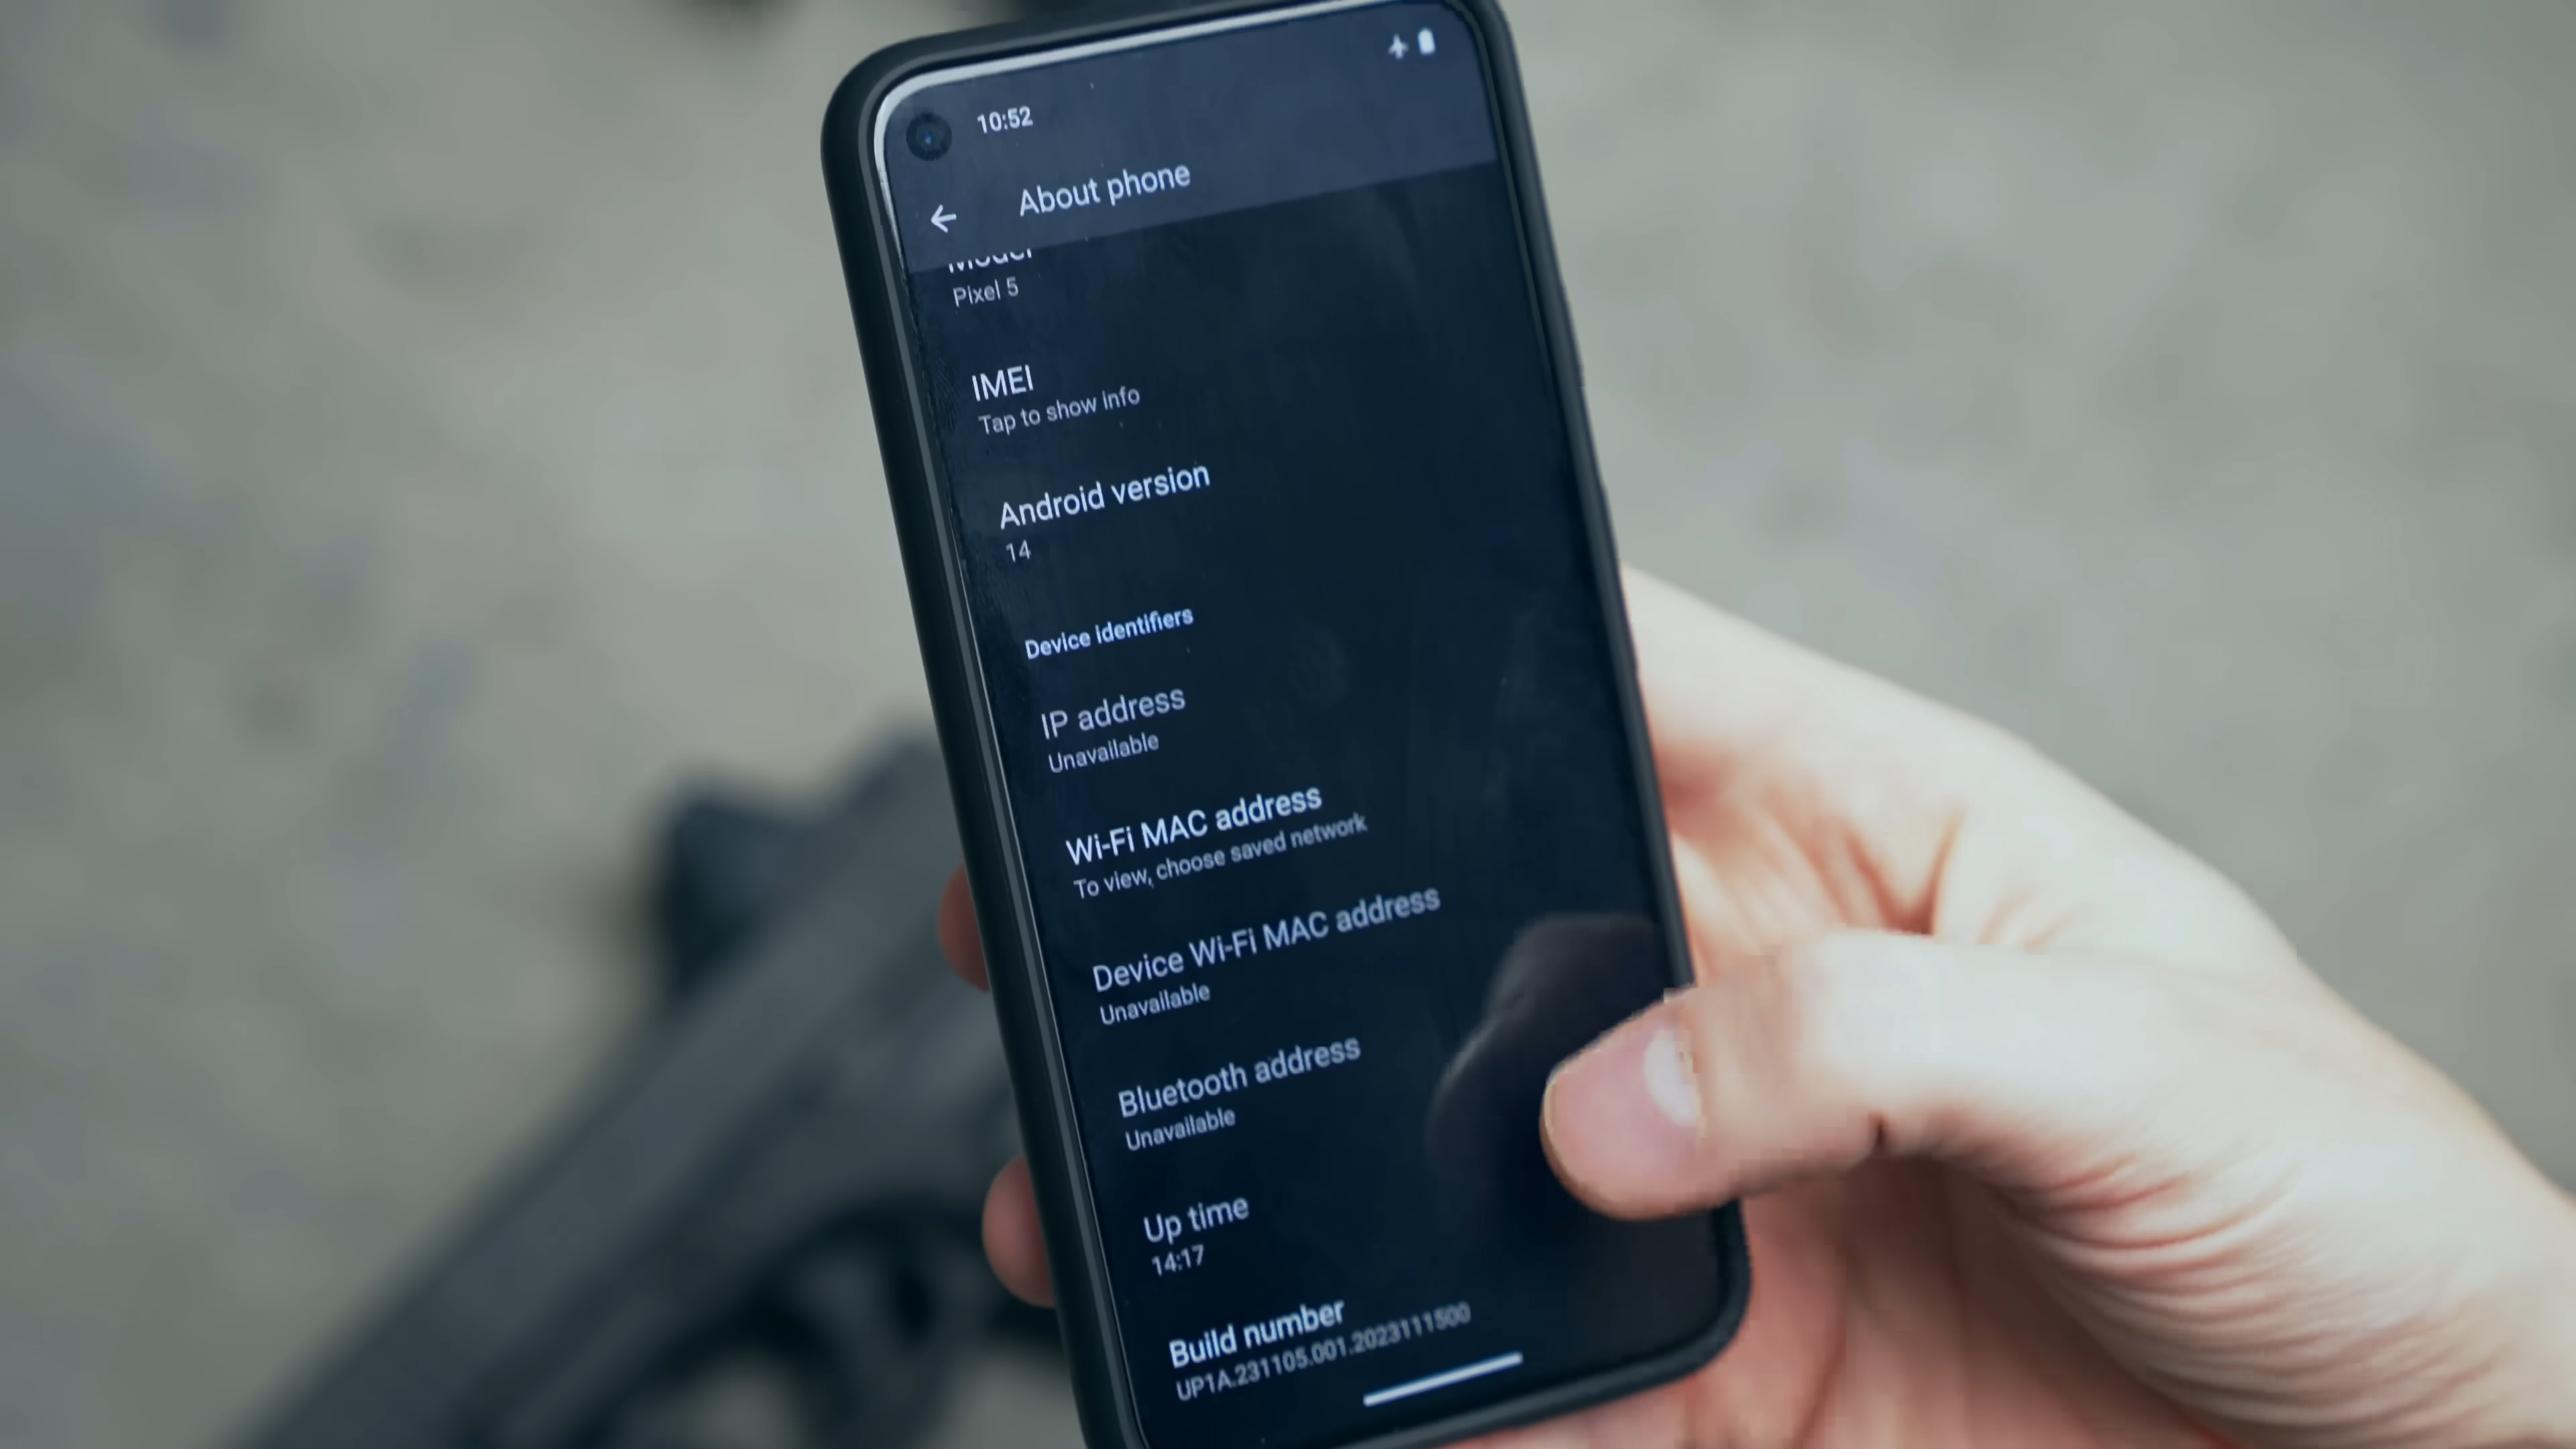 10:52
About phone
Model
Pixel 5
IMEI
Tap to show info
Android version
14
Device identifiers
IP address
Unavailable
Wi-Fi MAC address
To view, choose saved network
Device Wi-Fi MAC address
Unavailable
Bluetooth address
Unavailable
Up time
14:17
Build number
UP1A.231105.001.2023111500